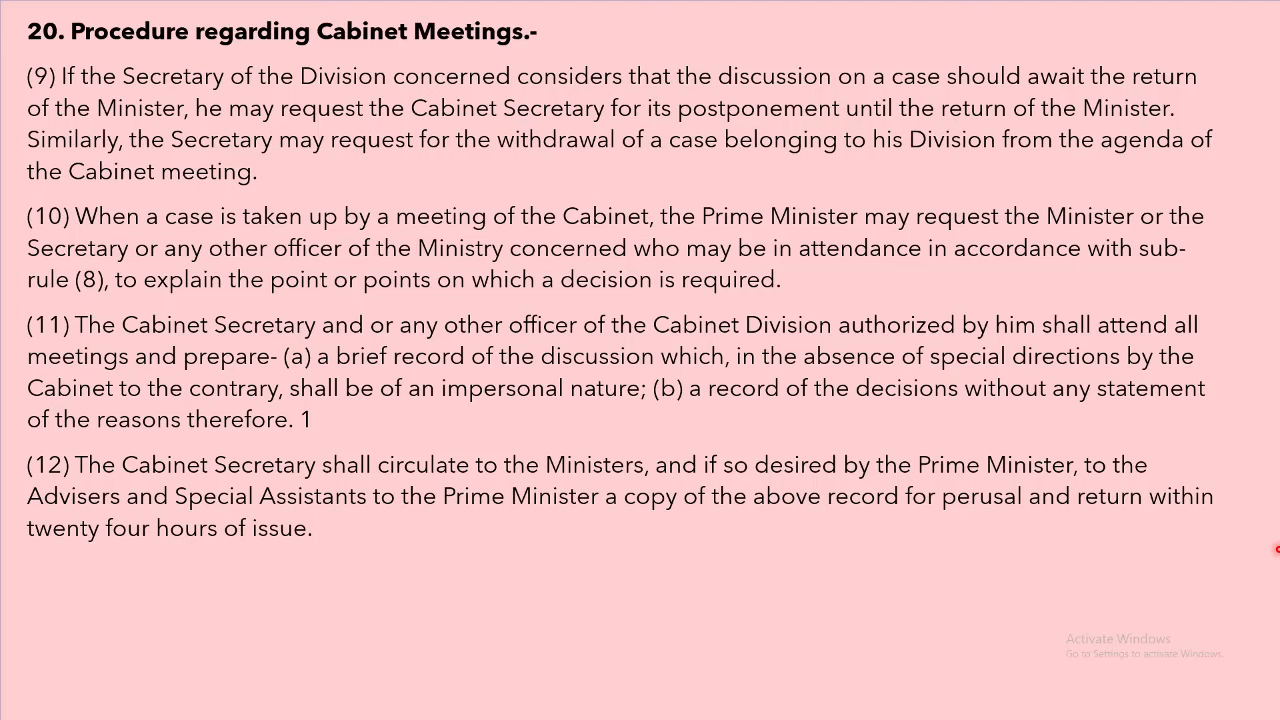 20. Procedure regarding Cabinet Meetings.-
(9) If the Secretary of the Division concerned considers that the discussion on a case should await the return
of the Minister, he may request the Cabinet Secretary for its postponement until the return of the Minister.
Similarly, the Secretary may request for the withdrawal of a case belonging to his Division from the agenda of
the Cabinet meeting.
(10) When a case is taken up by a meeting of the Cabinet, the Prime Minister may request the Minister or the
Secretary or any other officer of the Ministry concerned who may be in attendance in accordance with sub-
rule (8), to explain the point or points on which a decision is required.
(11) The Cabinet Secretary and or any other officer of the Cabinet Division authorized by him shall attend all
meetings and prepare- (a) a brief record of the discussion which, in the absence of special directions by the
Cabinet to the contrary, shall be of an impersonal nature; (b) a record of the decisions without any statement
of the reasons therefore. 1
(12) The Cabinet Secretary shall circulate to the Ministers, and if so desired by the Prime Minister, to the
Advisers and Special Assistants to the Prime Minister a copy of the above record for perusal and return within
twenty four hours of issue.
Activate Windows
Go to Settings to activate Windows.